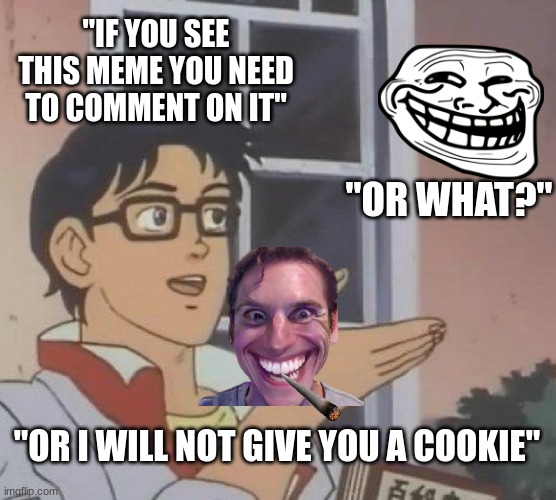 "IF YOU SEE
THIS MEME YOU NEED
TO COMMENT ON IT"
"OR WHAT?"
"OR I WILL NOT GIVE YOU A COOKIE"
imgflip.com